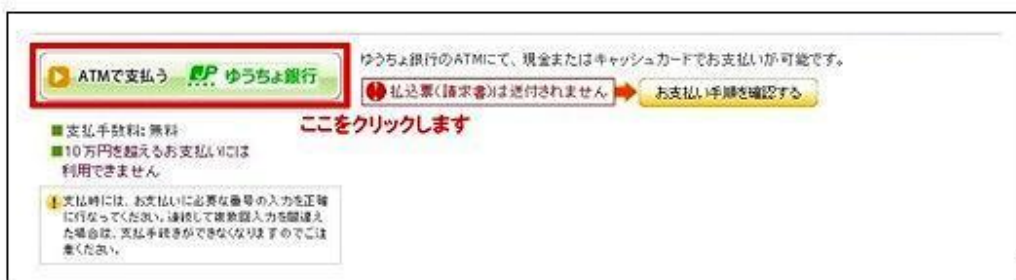 ATMで支払う ゆうちょ銀行
ゆうちょ銀行のATMにて、現金またはキャッシュカードでお支払いが可能です。
払込票(請求書)は送付されません
お支払い手順を確認する
ここをクリックします
■支払手数料:無料
■10万円を超えるお支払いには
利用できません
支払時には、お支払いに必要な番号の入力を正確
に行なってください。連続して複数回入力を間違え
た場合は、支払手続きができなくなりますのでご注
意ください。